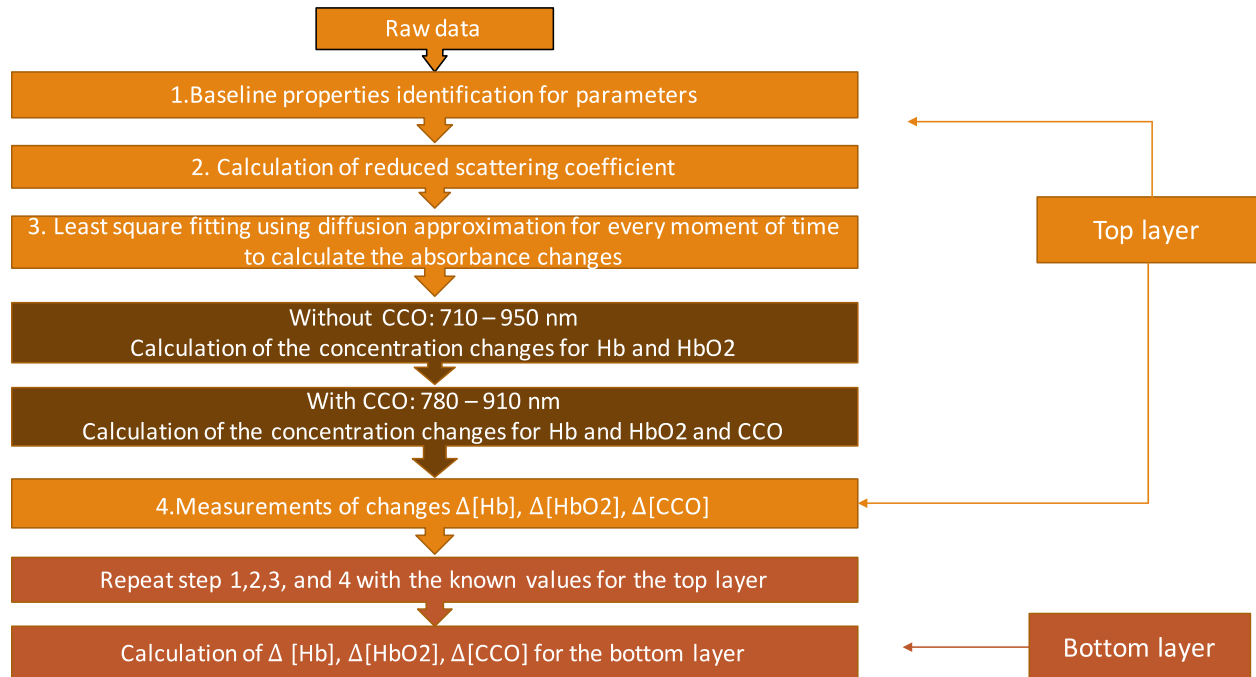 Raw data
1.Baseline properties identification for parameters
2. Calculation of reduced scattering coefficient
3. Least square fitting using diffusion approximation for every moment of time
to calculate the absorbance changes
Without CCO: 710 – 950 nm
Calculation of the concentration changes for Hb and HbO2
With CCO: 780 – 910 nm
Calculation of the concentration changes for Hb and HbO2 and CCO
4.Measurements of changes Δ[Hb], Δ[HbO2], Δ[CCO]
Repeat step 1,2,3, and 4 with the known values for the top layer
Calculation of Δ [Hb], Δ[HbO2], Δ[CCO] for the bottom layer
Top layer
Bottom layer